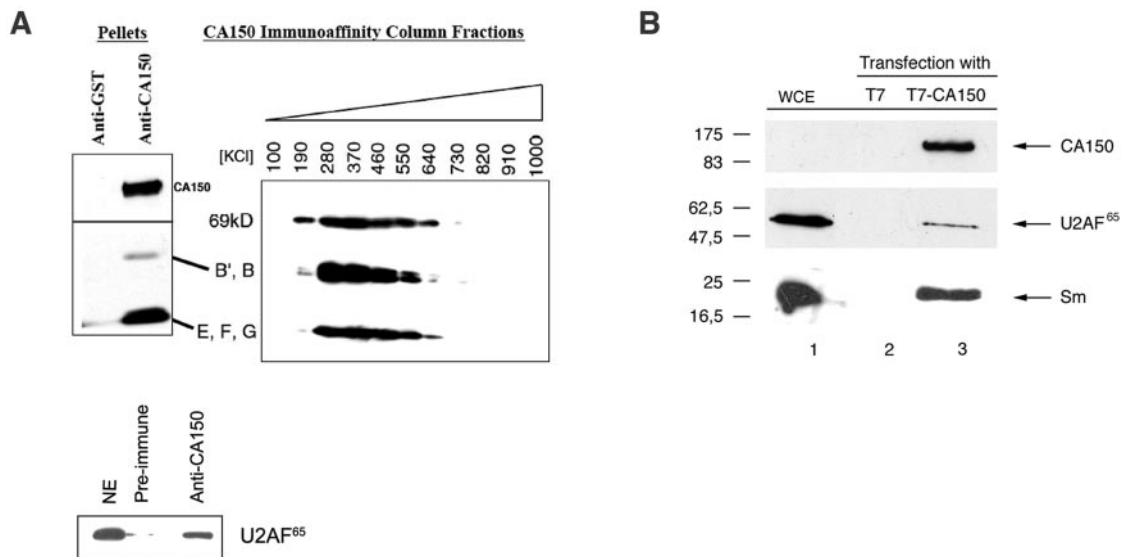 A
Pellets
CA150 Immunoaffinity Column Fractions
Anti-GST
Anti-CA150
[KCl]
100
190
280
370
460
550
640
730
820
910
1000
CA150
69kD
B', B
E, F, G
NE
Pre-immune
Anti-CA150
U2AF65
B
Transfection with
WCE
T7
T7-CA150
175
83
CA150
62,5
47,5
U2AF65
25
16,5
Sm
1 2 3